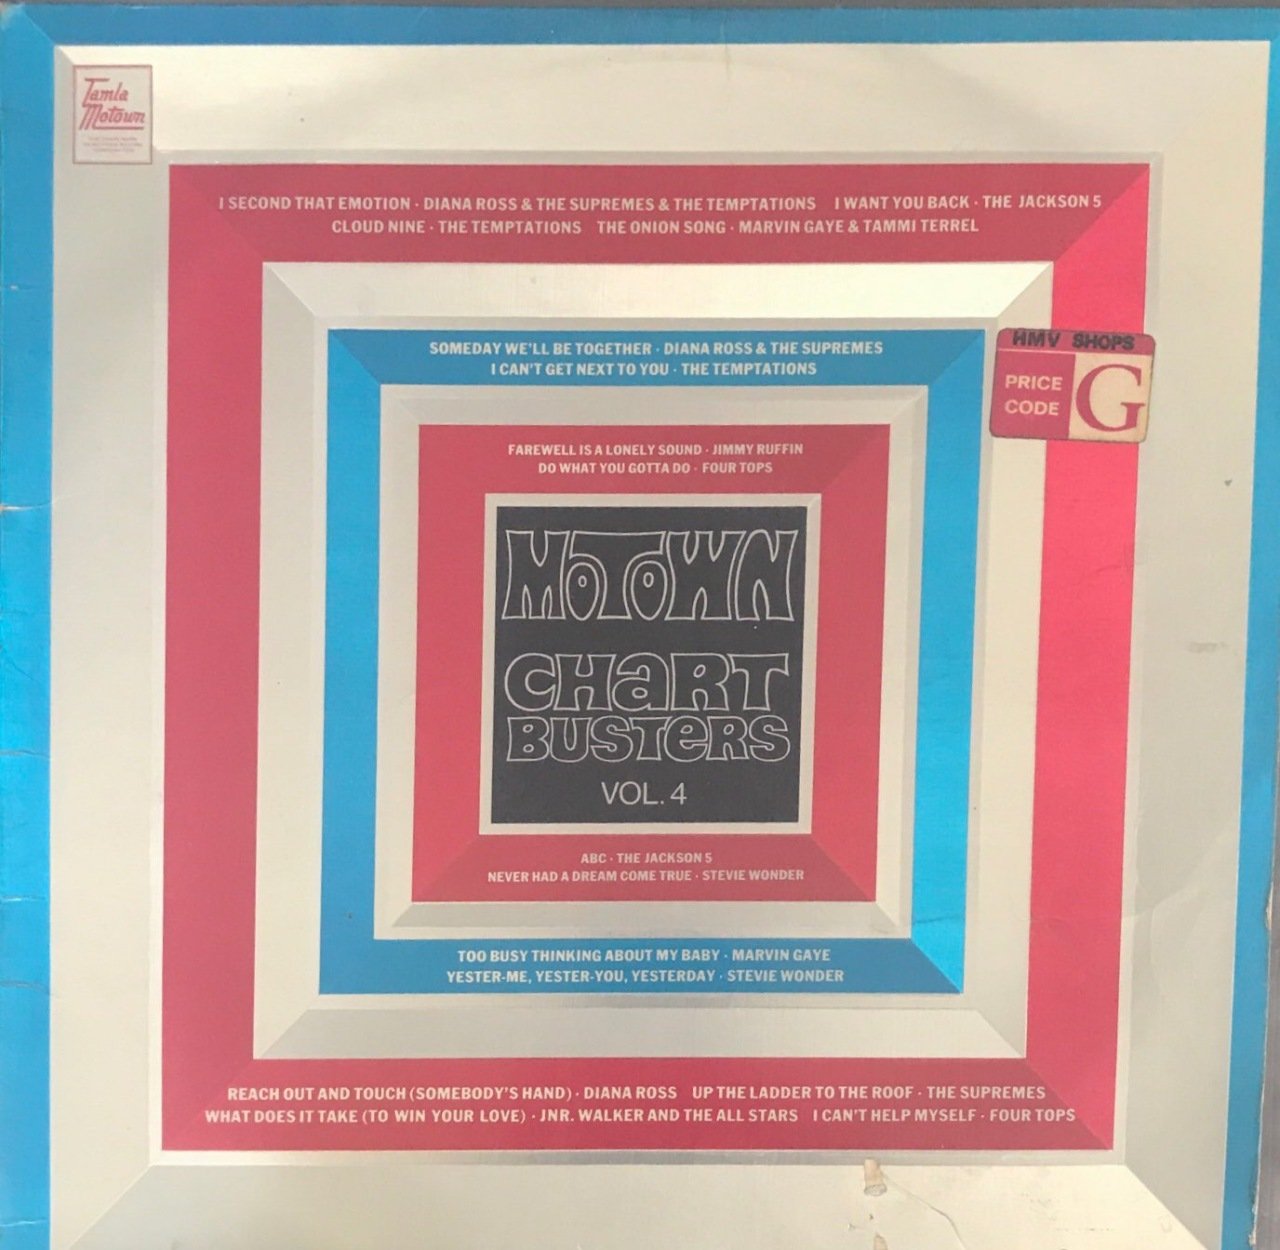 Tamla
Motown
I SECOND THAT EMOTION · DIANA ROSS & THE SUPREMES & THE TEMPTATIONS I WANT YOU BACK · THE JACKSON 5
CLOUD NINE · THE TEMPTATIONS THE ONION SONG · MARVIN GAYE & TAMMI TERREL
SOMEDAY WE'LL BE TOGETHER · DIANA ROSS & THE SUPREMES
I CAN'T GET NEXT TO YOU · THE TEMPTATIONS
HMV SHOPS
PRICE
CODE
G
FAREWELL IS A LONELY SOUND · JIMMY RUFFIN
DO WHAT YOU GOTTA DO · FOUR TOPS
MOTOWN
CHaRT
BUSTeRS
VOL. 4
ABC · THE JACKSON 5
NEVER HAD A DREAM COME TRUE · STEVIE WONDER
TOO BUSY THINKING ABOUT MY BABY · MARVIN GAYE
YESTER-ME, YESTER-YOU, YESTERDAY · STEVIE WONDER
REACH OUT AND TOUCH (SOMEBODY'S HAND) · DIANA ROSS UP THE LADDER TO THE ROOF · THE SUPREMES
WHAT DOES IT TAKE (TO WIN YOUR LOVE) · JNR. WALKER AND THE ALL STARS I CAN'T HELP MYSELF · FOUR TOPS